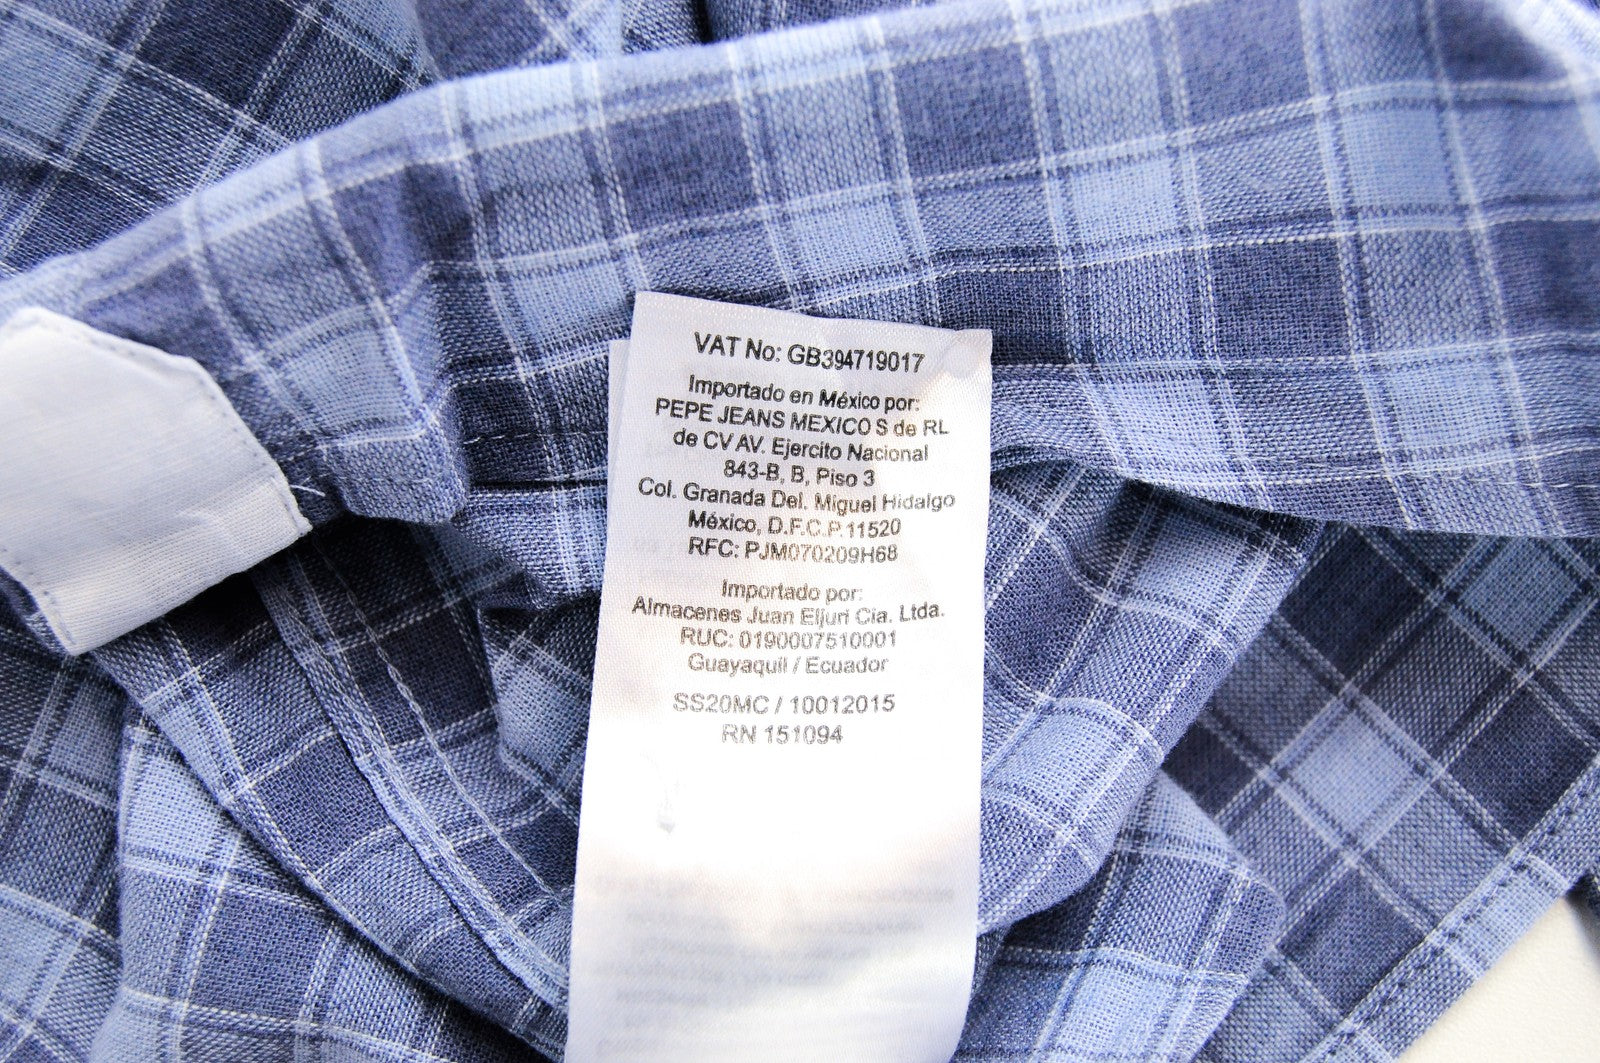 VAT No: GB394719017
Importado en México por:
PEPE JEANS MEXICO S de RL
de CV AV. Ejercito Nacional
843-B, B, Piso 3
Col. Granada Del. Miguel Hidalgo
México, D.F.C.P.11520
RFC: PJM070209H68
Importado por:
Almacenes Juan Eljuri Cia. Ltda.
RUC: 0190007510001
Guayaquil / Ecuador
SS20MC / 10012015
RN 151094